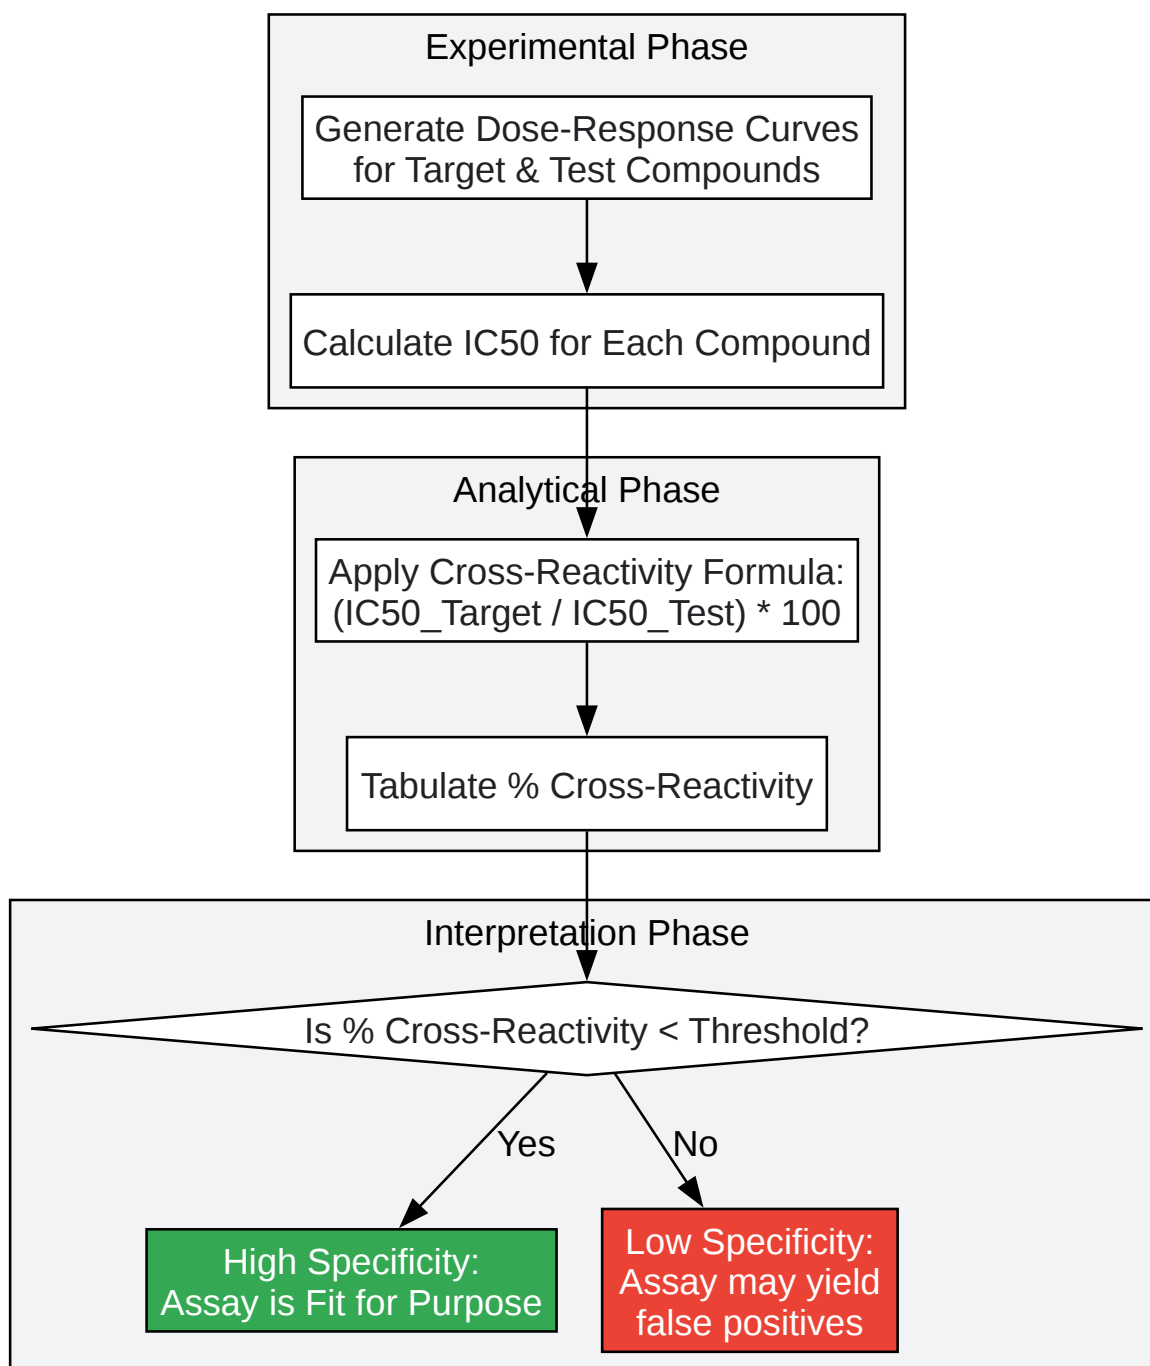 Experimental Phase
Generate Dose-Response Curves
for Target & Test Compounds
Calculate IC50 for Each Compound
Analytical Phase
Apply Cross-Reactivity Formula:
(IC50_Target / IC50_Test) * 100
Tabulate % Cross-Reactivity
Interpretation Phase
Is % Cross-Reactivity < Threshold?
Yes
No
High Specificity:
Assay is Fit for Purpose
Low Specificity:
Assay may yield
false positives